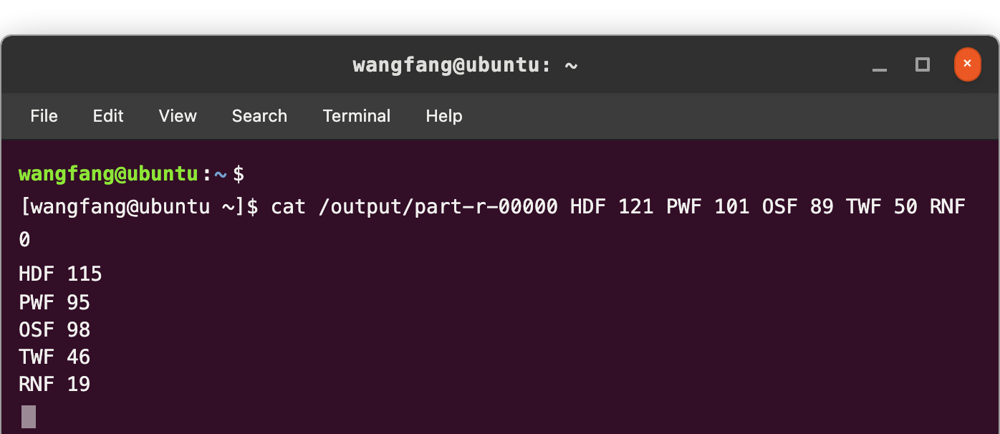 wangfang@ubuntu: ~
File Edit View Search Terminal Help
wangfang@ubuntu:~ $
[wangfang@ubuntu ~]$ cat /output/part-r-00000 HDF 121 PWF 101 OSF 89 TWF 50 RNF
0
HDF 115
PWF 95
OSF 98
TWF 46
RNF 19